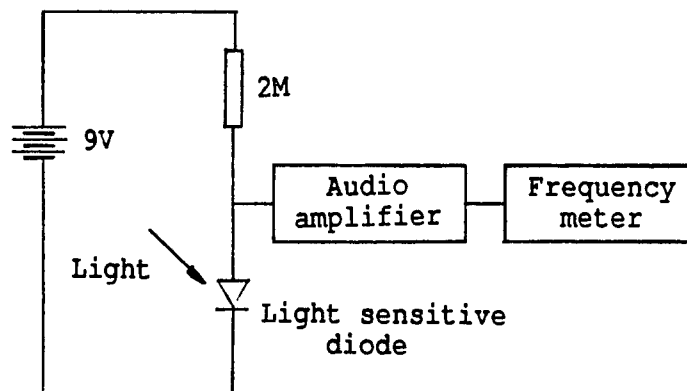 2M
9V
Audio
amplifier
Frequency
meter
Light
Light sensitive
diode